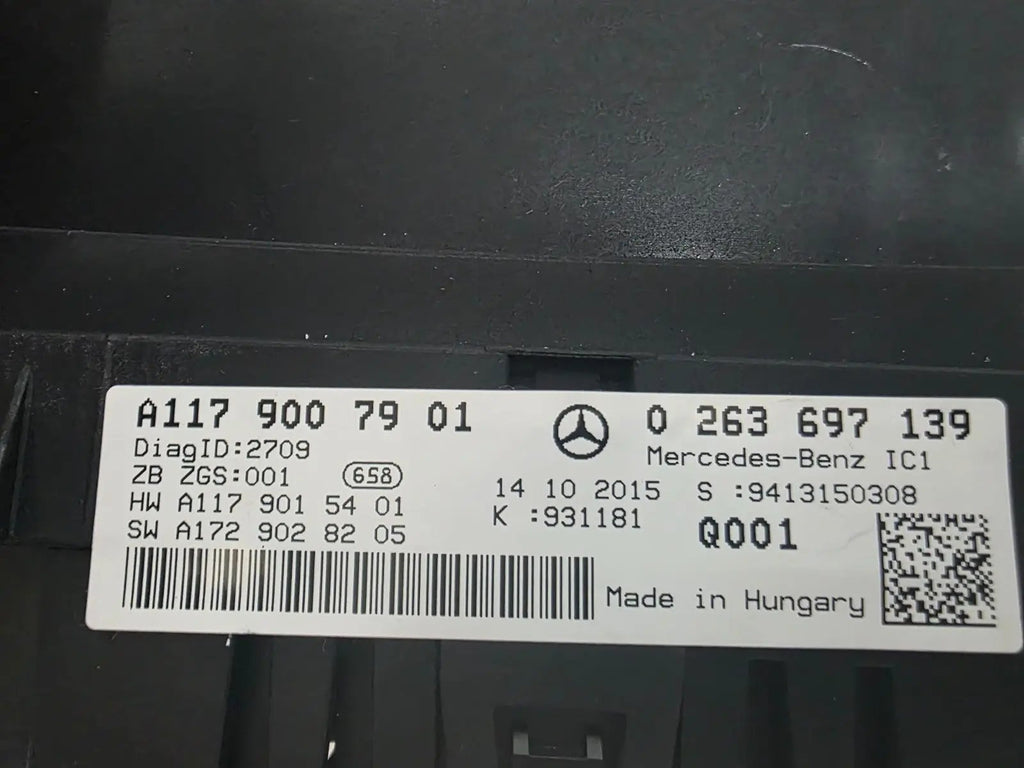 A117 900 79 01
0 263 697 139
DiagID:2709
Mercedes-Benz IC1
ZB ZGS:001 658
14 10 2015 S :9413150308
HW A117 901 54 01
K :931181
SW A172 902 82 05
Q001
Made in Hungary